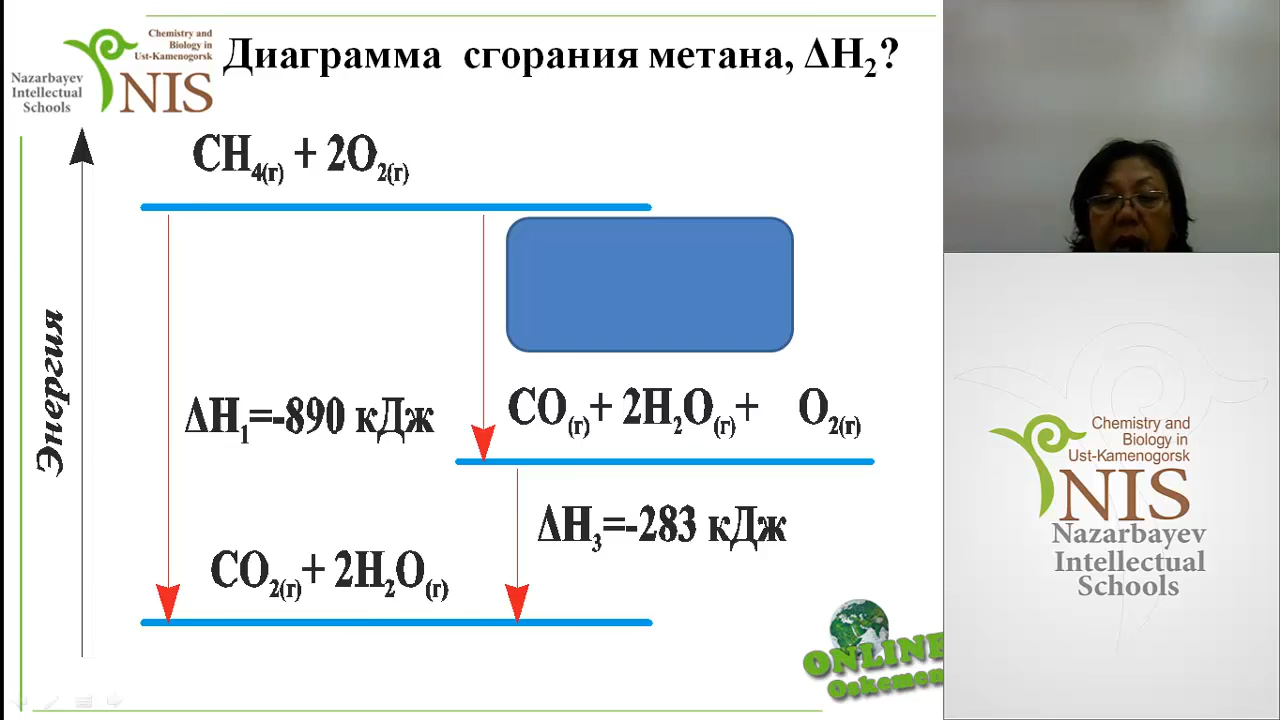 Chemistry and
Biology in
Ust-Kamenogorsk
Nazarbayev
Intellectual
Schools
NIS
Диаграмма сгорания метана, ΔH₂?
CH₄₍г₎ + 2O₂₍г₎
Энергия
ΔH₁=-890 кДж
CO₍г₎+ 2H₂O₍г₎+ O₂₍г₎
ΔH₃=-283 кДж
CO₂₍г₎+ 2H₂O₍г₎
ONLINE
Oskemen
Chemistry and
Biology in
Ust-Kamenogorsk
NIS
Nazarbayev
Intellectual
Schools